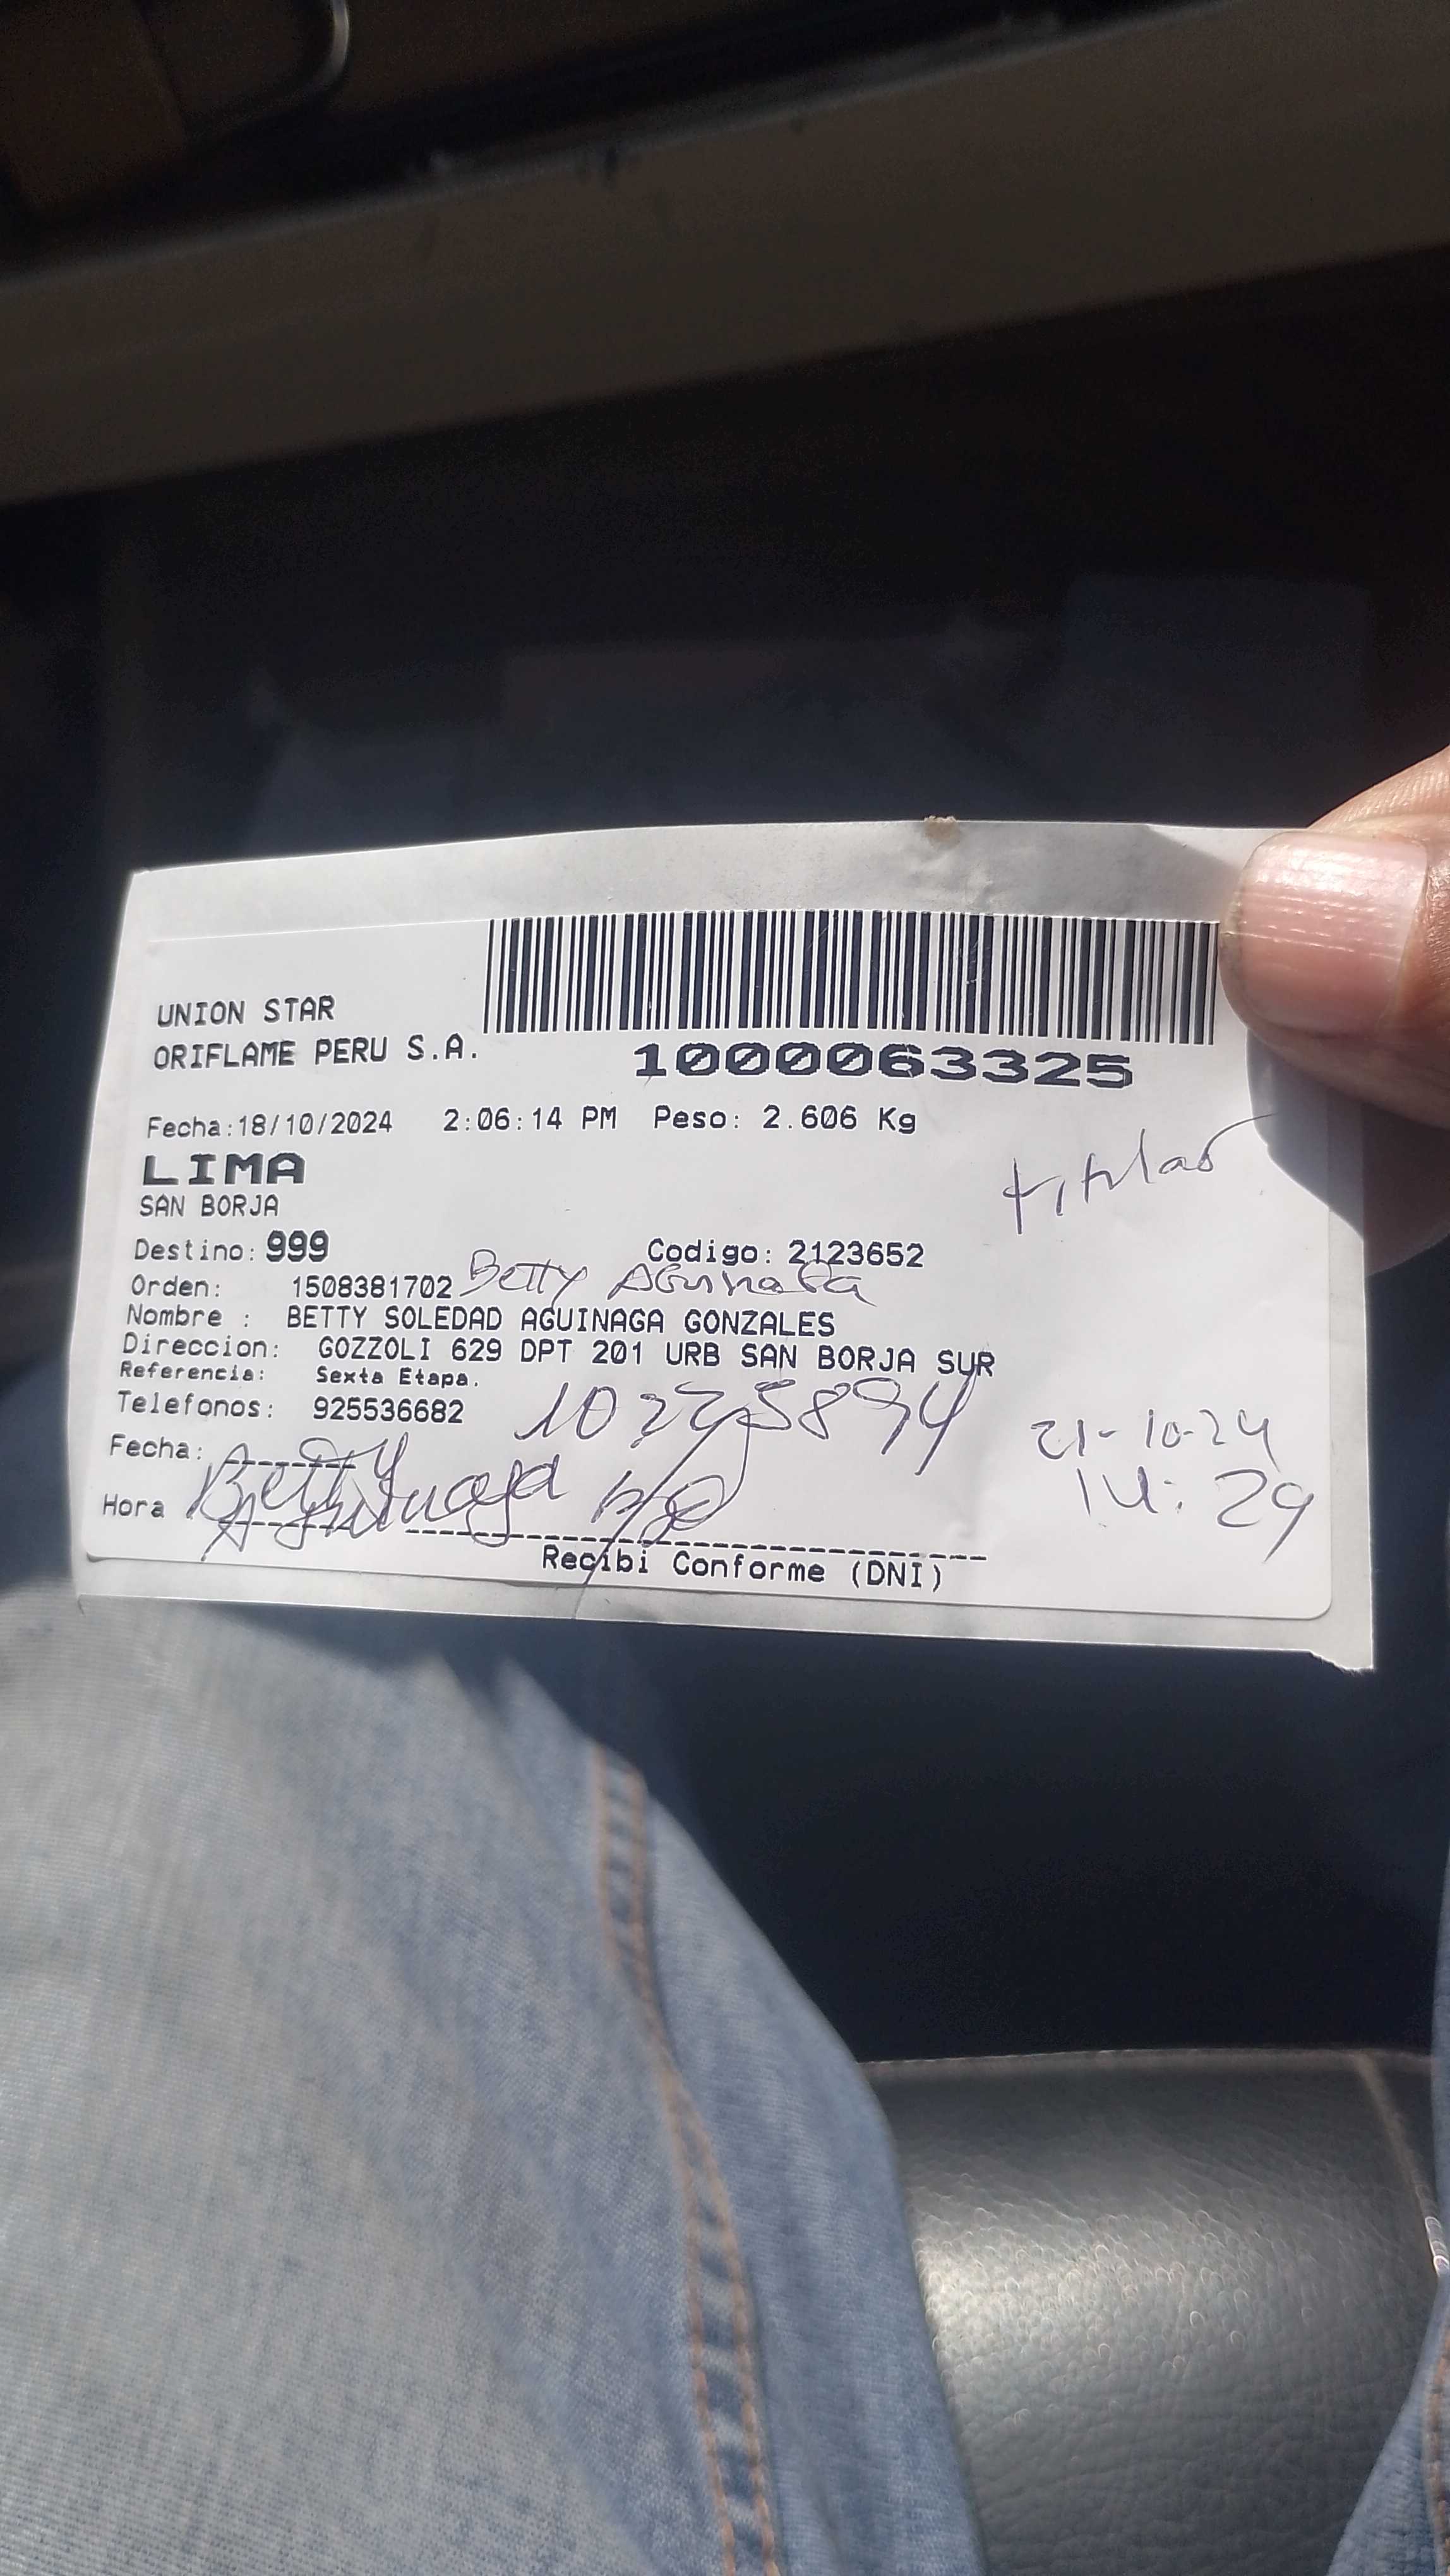 UNION STAR
ORIFLAME PERU S.A.
1000063325
Fecha:18/10/2024 2:06:14 PM Peso: 2.606 Kg
LIMA
titular
SAN BORJA
Destino: 999 Codigo: 2123652
Orden: 1508381702 Betty Aguinaga
Nombre : BETTY SOLEDAD AGUINAGA GONZALES
Direccion: GOZZOLI 629 DPT 201 URB SAN BORJA SUR
Referencia: Sexta Etapa.
Telefonos: 925536682
Fecha: 21-10-24
Hora 14:29
Recibi Conforme (DNI)